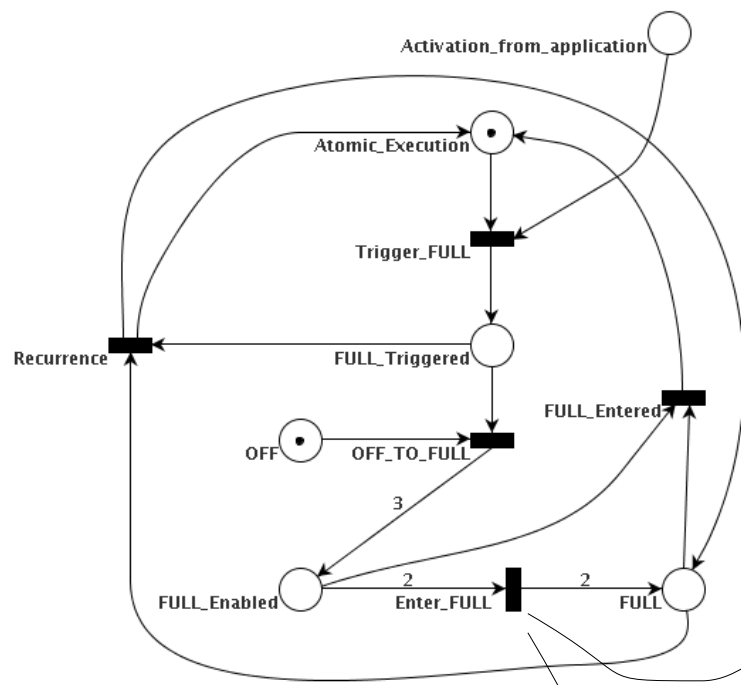 Activation_from_application
Atomic_Execution
Trigger_FULL
Recurrence
FULL_Triggered
FULL_Entered
OFF
OFF_TO_FULL
3
2
2
FULL_Enabled
Enter_FULL
FULL